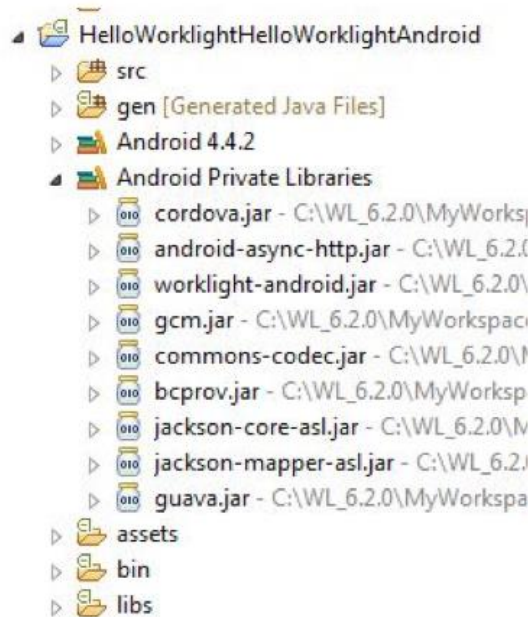 HelloWorklightHelloWorklightAndroid
src
gen [Generated Java Files]
Android 4.4.2
Android Private Libraries
cordova.jar - C:\WL_6.2.0\MyWorks
android-async-http.jar - C:\WL_6.2.0
worklight-android.jar - C:\WL_6.2.0\
gcm.jar - C:\WL_6.2.0\MyWorkspac
commons-codec.jar - C:\WL_6.2.0\
bcprov.jar - C:\WL_6.2.0\MyWorksp
jackson-core-asl.jar - C:\WL_6.2.0\M
jackson-mapper-asl.jar - C:\WL_6.2.
guava.jar - C:\WL_6.2.0\MyWorkspa
assets
bin
libs